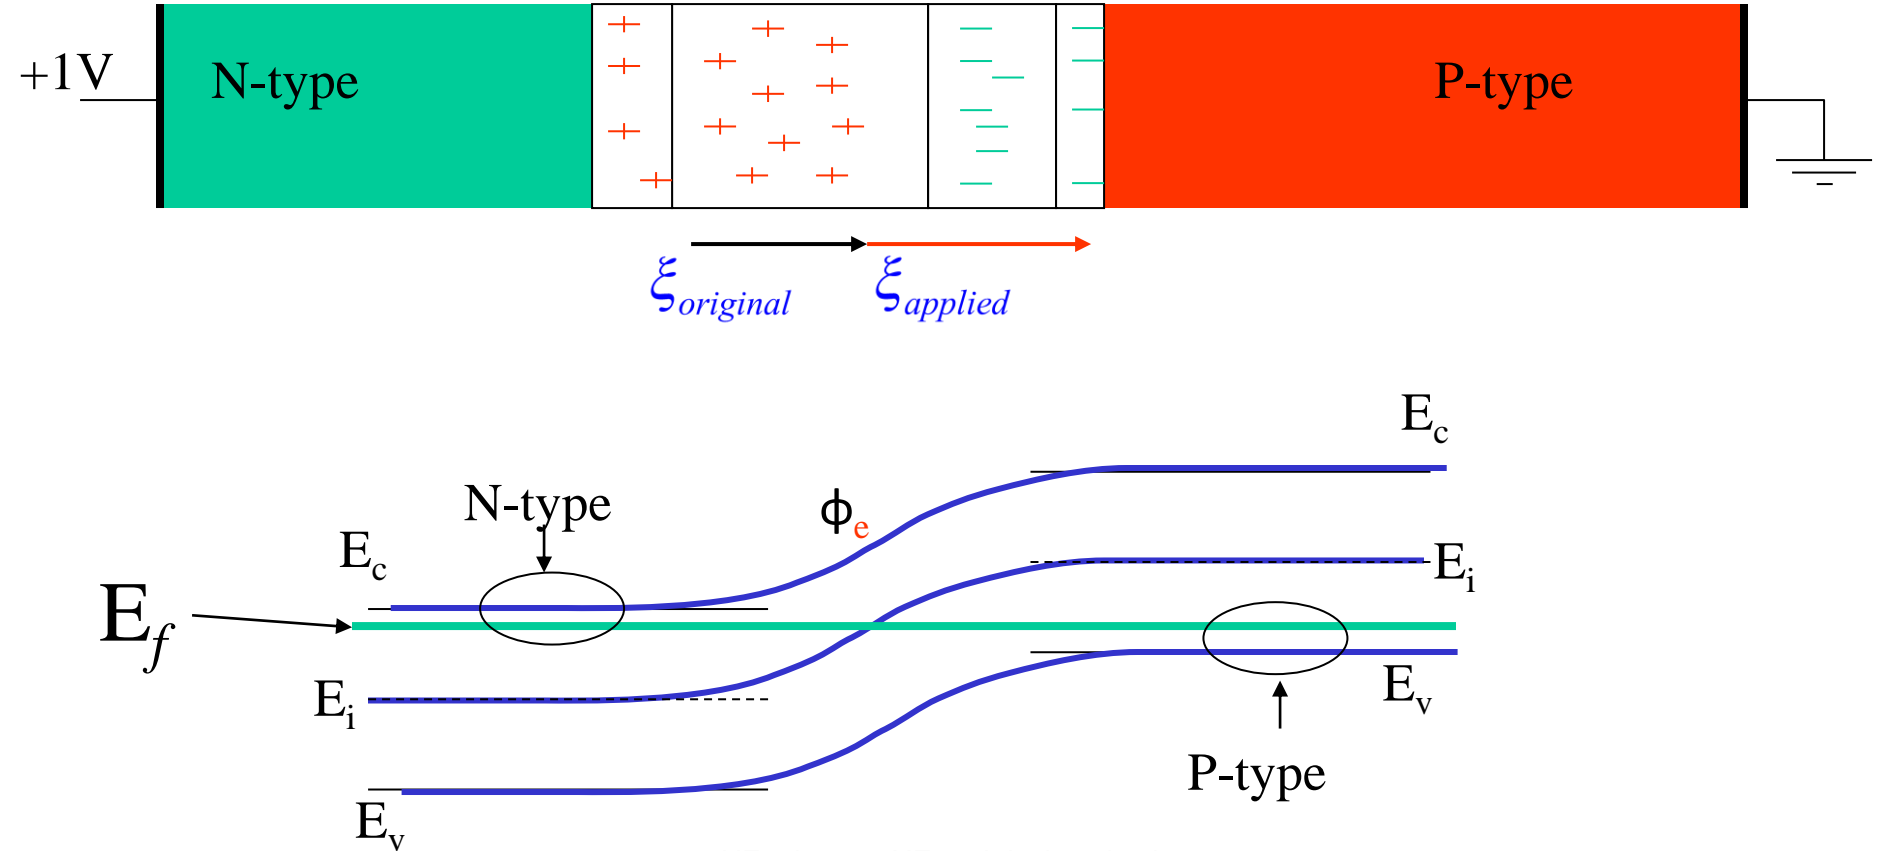 +1V
N-type
P-type
ξoriginal
ξapplied
Ec
N-type
ϕe
Ec
Ei
Ef
Ei
Ev
P-type
Ev